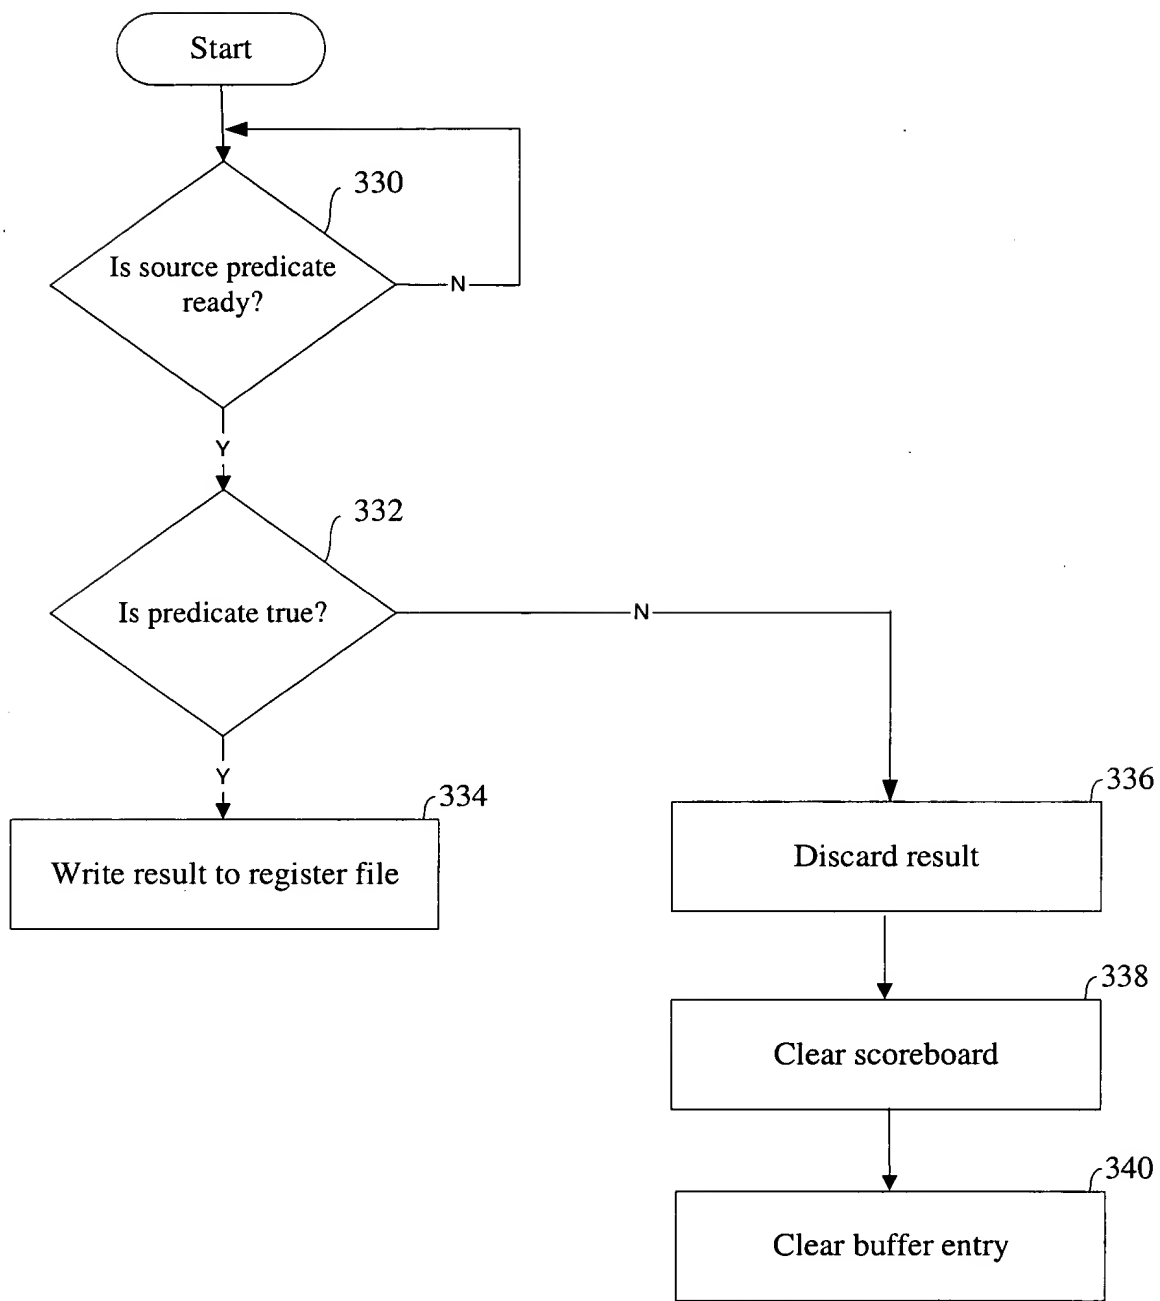 Start
330
Is source predicate
ready?
N
Y
332
Is predicate true?
N
Y
334
Write result to register file
336
Discard result
338
Clear scoreboard
340
Clear buffer entry